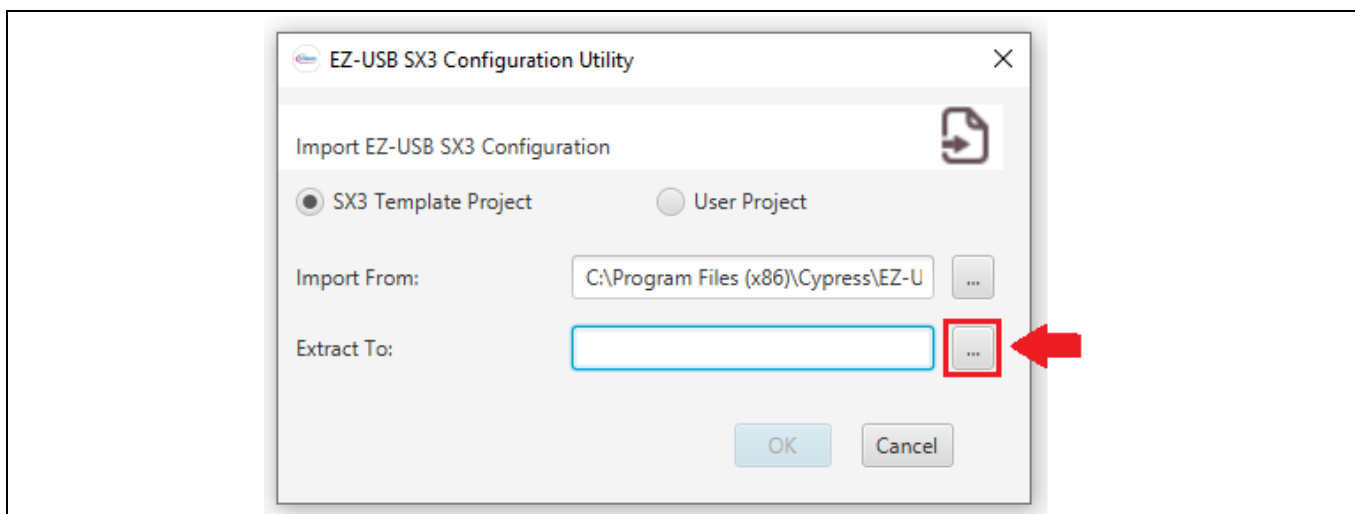 EZ-USB SX3 Configuration Utility
Import EZ-USB SX3 Configuration
SX3 Template Project User Project
Import From: C:\Program Files (x86)\Cypress\EZ-U ...
Extract To: ...
OK Cancel